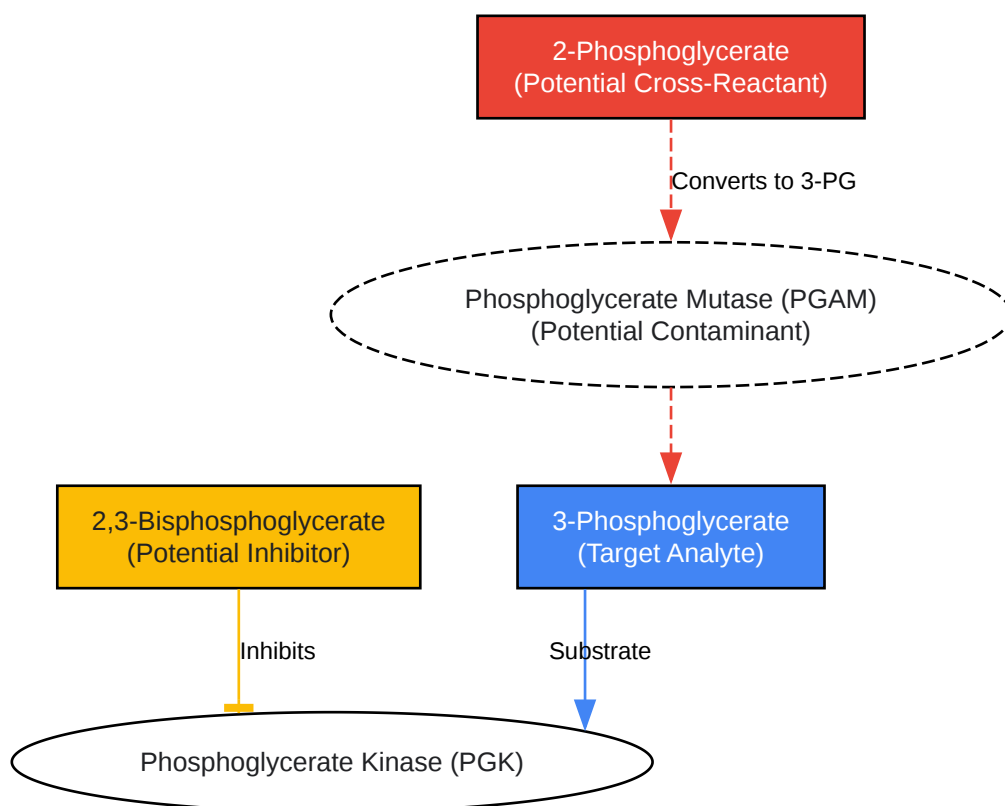 2-Phosphoglycerate
(Potential Cross-Reactant)
Converts to 3-PG
Phosphoglycerate Mutase (PGAM)
(Potential Contaminant)
2,3-Bisphosphoglycerate
(Potential Inhibitor)
3-Phosphoglycerate
(Target Analyte)
Inhibits
Substrate
Phosphoglycerate Kinase (PGK)